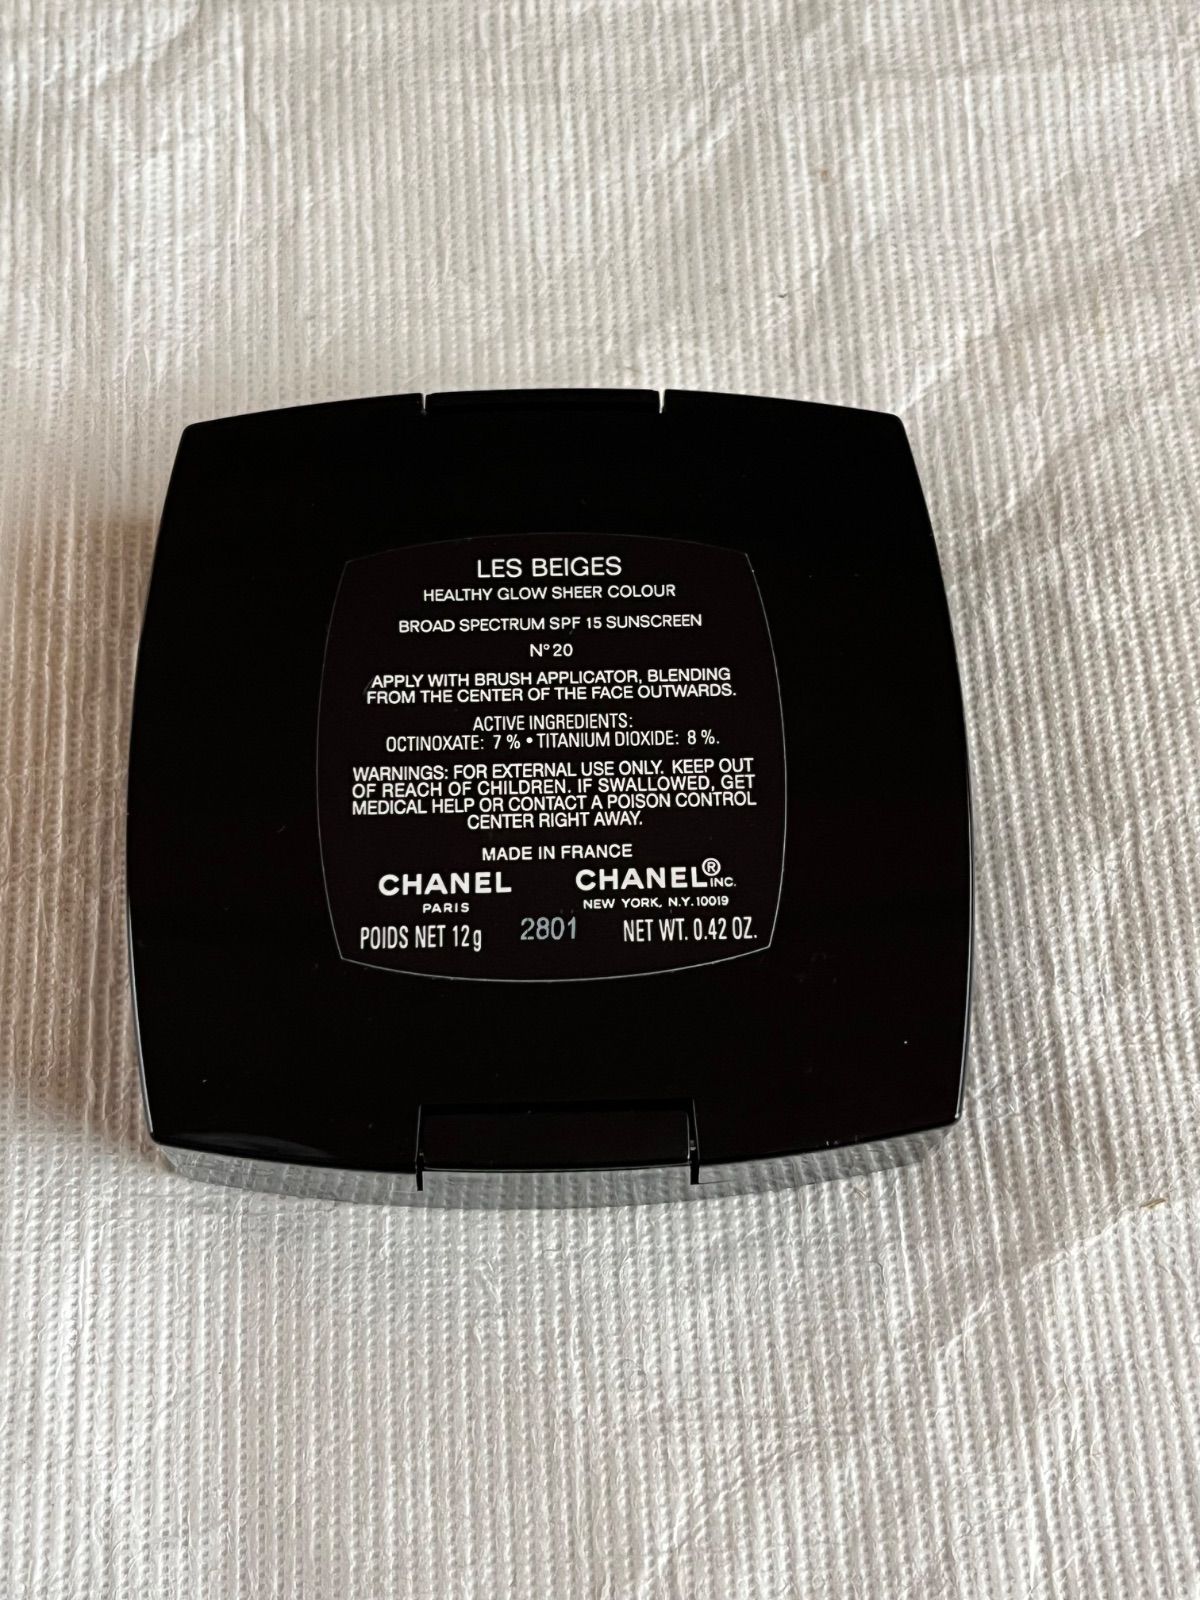 LES BEIGES
HEALTHY GLOW SHEER COLOUR
BROAD SPECTRUM SPF 15 SUNSCREEN
N° 20
APPLY WITH BRUSH APPLICATOR, BLENDING
FROM THE CENTER OF THE FACE OUTWARDS.
ACTIVE INGREDIENTS:
OCTINOXATE: 7 % • TITANIUM DIOXIDE: 8 %.
WARNINGS: FOR EXTERNAL USE ONLY. KEEP OUT
OF REACH OF CHILDREN. IF SWALLOWED, GET
MEDICAL HELP OR CONTACT A POISON CONTROL
CENTER RIGHT AWAY.
MADE IN FRANCE
CHANEL CHANEL® INC.
PARIS NEW YORK, N.Y. 10019
POIDS NET 12g 2801 NET WT. 0.42 OZ.